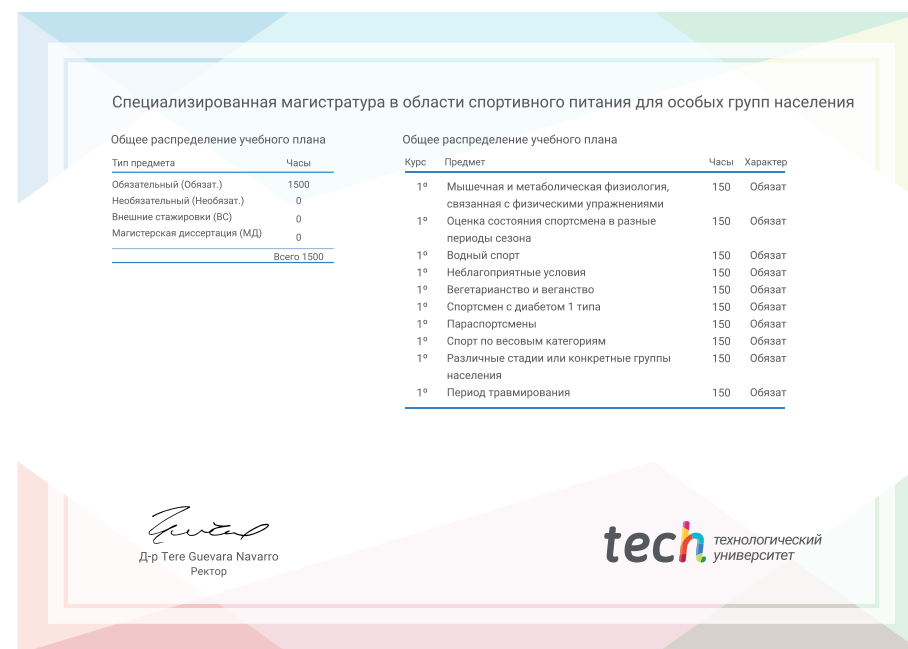 Специализированная магистратура в области спортивного питания для особых групп населения
Общее распределение учебного плана
Тип предмета Часы
Обязательный (Обязат.) 1500
Необязательный (Необязат.) 0
Внешние стажировки (ВС) 0
Магистерская диссертация (МД) 0
Всего 1500
Общее распределение учебного плана
Курс Предмет Часы Характер
1º Мышечная и метаболическая физиология, 150 Обязат
связанная с физическими упражнениями
1º Оценка состояния спортсмена в разные 150 Обязат
периоды сезона
1º Водный спорт 150 Обязат
1º Неблагоприятные условия 150 Обязат
1º Вегетарианство и веганство 150 Обязат
1º Спортсмен с диабетом 1 типа 150 Обязат
1º Параспортсмены 150 Обязат
1º Спорт по весовым категориям 150 Обязат
1º Различные стадии или конкретные группы 150 Обязат
населения
1º Период травмирования 150 Обязат
Д-р Tere Guevara Navarro
Ректор
tech технологический
университет